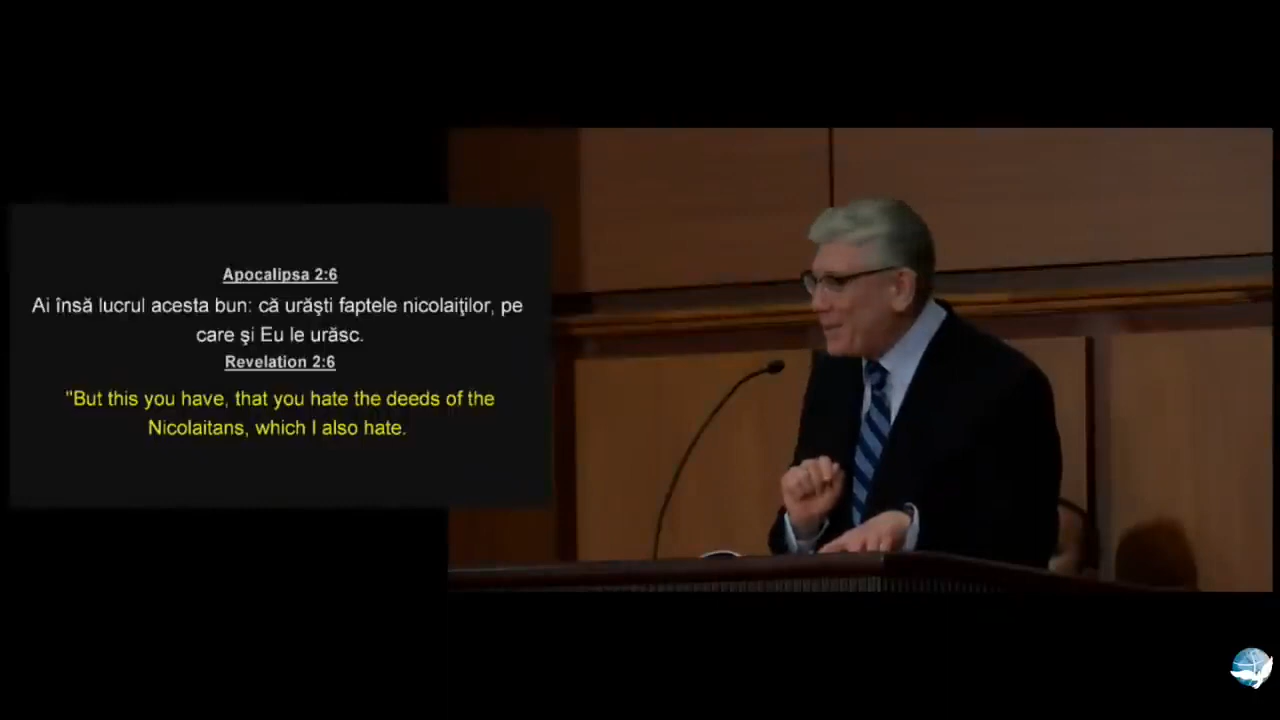 Apocalipsa 2:6
Ai însă lucrul acesta bun: că urăşti faptele nicolaiţilor, pe
care şi Eu le urăsc.
Revelation 2:6
"But this you have, that you hate the deeds of the
Nicolaitans, which I also hate.